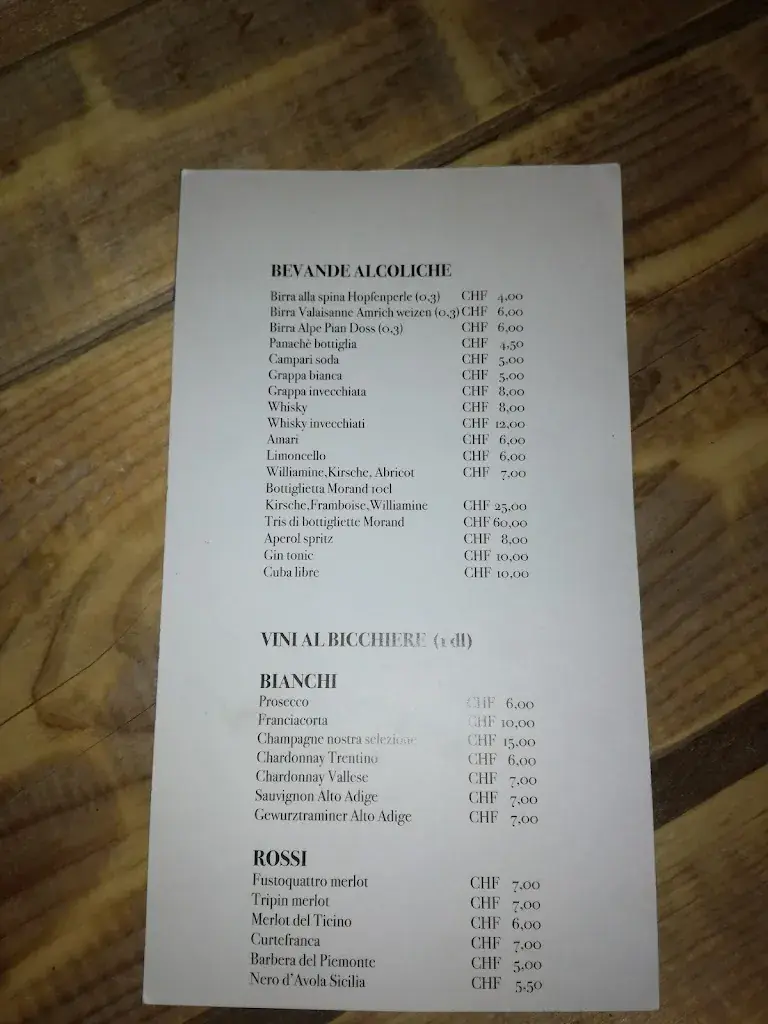 BEVANDE ALCOLICHE
Birra alla spina Hopfenperle (0,3) CHF 4,00
Birra Valaisanne Amrich weizen (0,3) CHF 6,00
Birra Alpe Pian Doss (0,3) CHF 6,00
Panachè bottiglia CHF 4,50
Campari soda CHF 5,00
Grappa bianca CHF 5,00
Grappa invecchiata CHF 8,00
Whisky CHF 8,00
Whisky invecchiati CHF 12,00
Amari CHF 6,00
Limoncello CHF 6,00
Williamine,Kirsche, Abricot CHF 7,00
Bottiglietta Morand 10cl
Kirsche,Framboise,Williamine CHF 25,00
Tris di bottigliette Morand CHF 60,00
Aperol spritz CHF 8,00
Gin tonic CHF 10,00
Cuba libre CHF 10,00
VINI AL BICCHIERE (1 dl)
BIANCHI
Prosecco CHF 6,00
Franciacorta CHF 10,00
Champagne nostra selezione CHF 15,00
Chardonnay Trentino CHF 6,00
Chardonnay Vallese CHF 7,00
Sauvignon Alto Adige CHF 7,00
Gewurztraminer Alto Adige CHF 7,00
ROSSI
Fustoquattro merlot CHF 7,00
Tripin merlot CHF 7,00
Merlot del Ticino CHF 6,00
Curtefranca CHF 7,00
Barbera del Piemonte CHF 5,00
Nero d'Avola Sicilia CHF 5,50